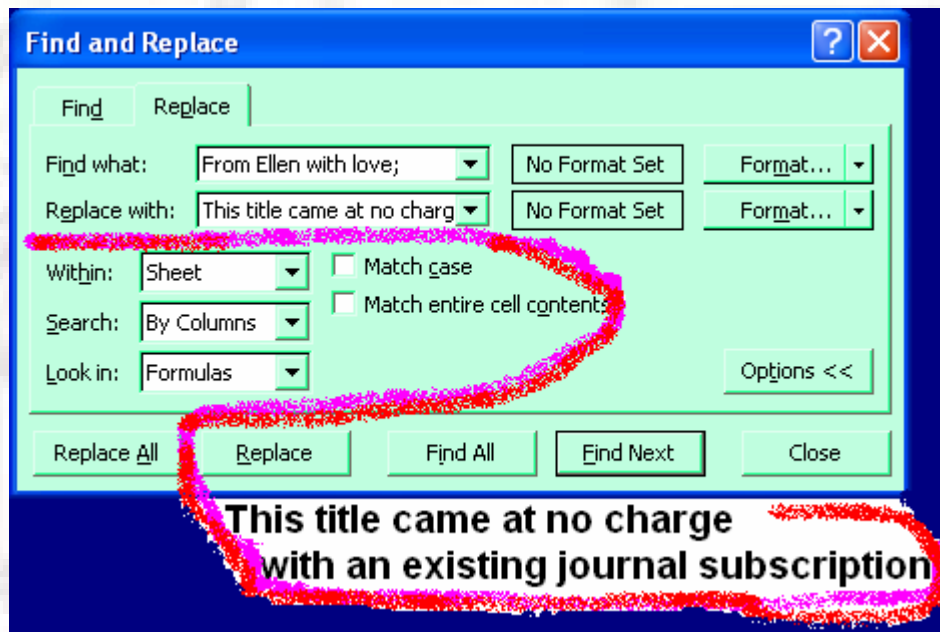 Find and Replace
Find Replace
Find what: From Ellen with love; No Format Set Format...
Replace with: This title came at no charg No Format Set Format...
Within: Sheet Match case
Search: By Columns Match entire cell contents
Look in: Formulas Options <<
Replace All Replace Find All Find Next Close
This title came at no charge
with an existing journal subscription